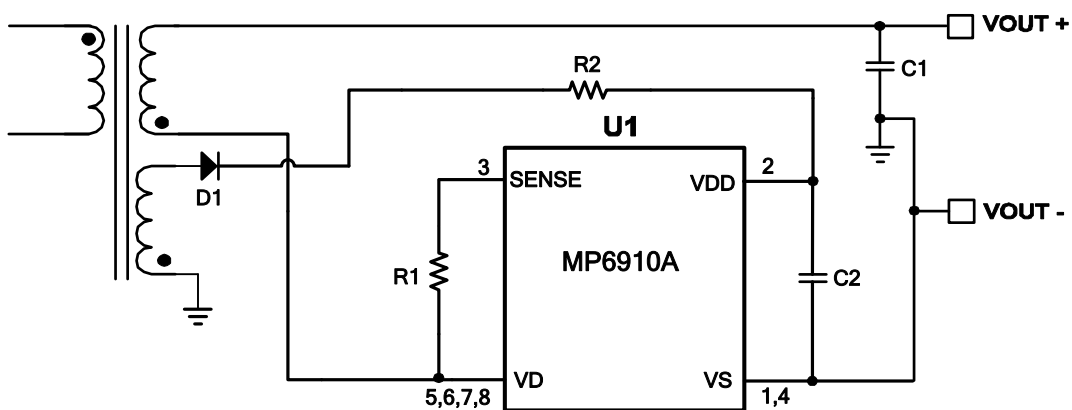 VOUT +
C1
R2
U1
3
SENSE
2
VDD
D1
VOUT -
MP6910A
R1
C2
VD
VS
5,6,7,8
1,4